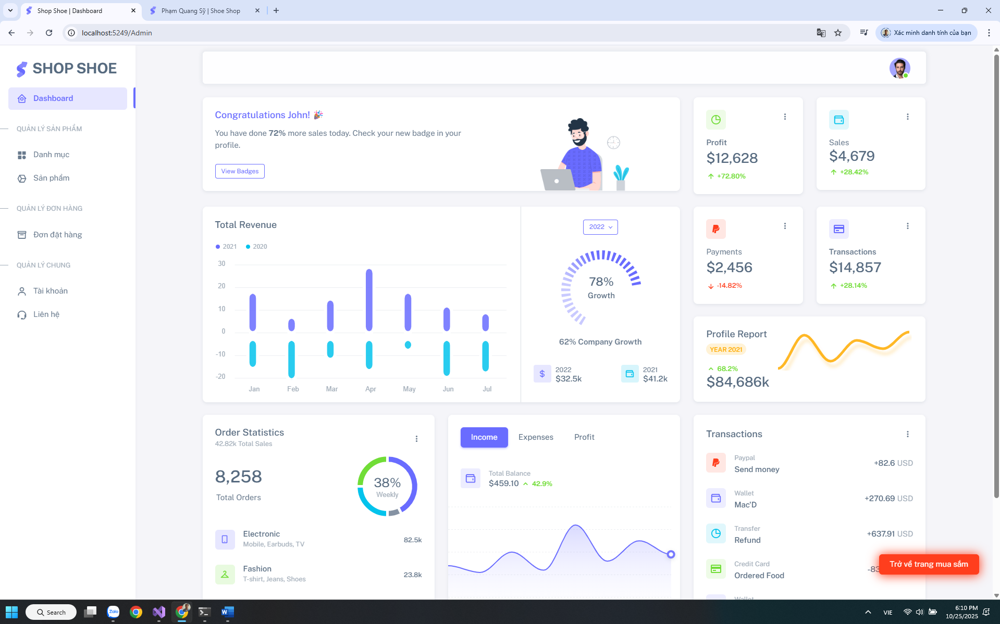 Shop Shoe | Dashboard
Phạm Quang Sỹ | Shoe Shop
localhost:5249/Admin
Xác minh danh tính của bạn
SHOP SHOE
Dashboard
QUẢN LÝ SẢN PHẨM
Danh mục
Sản phẩm
QUẢN LÝ ĐƠN HÀNG
Đơn đặt hàng
QUẢN LÝ CHUNG
Tài khoản
Liên hệ
Congratulations John! 🎉
You have done 72% more sales today. Check your new badge in your
profile.
View Badges
Profit
$12,628
+72.80%
Sales
$4,679
+28.42%
Total Revenue
2021 2020
30
20
10
0
-10
-20
Jan Feb Mar Apr May Jun Jul
2022
78%
Growth
62% Company Growth
2022
$32.5k
2021
$41.2k
Payments
$2,456
-14.82%
Transactions
$14,857
+28.14%
Profile Report
YEAR 2021
68.2%
$84,686k
Order Statistics
42.82k Total Sales
8,258
Total Orders
38%
Weekly
Electronic
Mobile, Earbuds, TV
82.5k
Fashion
T-shirt, Jeans, Shoes
23.8k
Income Expenses Profit
Total Balance
$459.10 42.9%
Transactions
Paypal
Send money
+82.6 USD
Wallet
Mac'D
+270.69 USD
Transfer
Refund
+637.91 USD
Credit Card
Ordered Food
Trở về trang mua sắm
Wallet
Search
Zalo
VIE
6:10 PM
10/25/2025